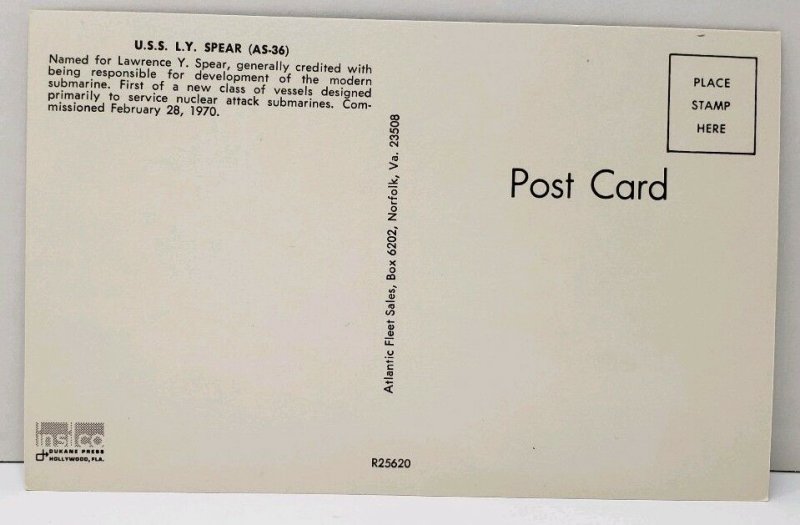 U.S.S. L.Y. SPEAR (AS-36)
Named for Lawrence Y. Spear, generally credited with
being responsible for development of the modern
submarine. First of a new class of vessels designed
primarily to service nuclear attack submarines. Com-
missioned February 28, 1970.
Atlantic Fleet Sales, Box 6202, Norfolk, Va. 23508
PLACE
STAMP
HERE
Post Card
insico
DUKANE PRESS
HOLLYWOOD, FLA.
R25620